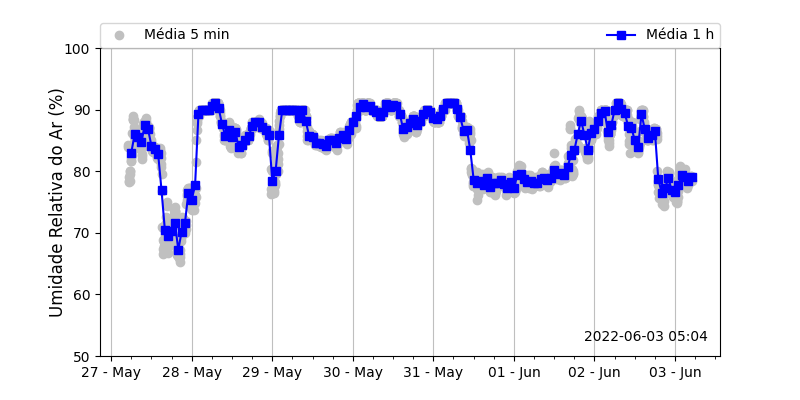 Média 5 min
Média 1 h
Umidade Relativa do Ar (%)
100
90
80
70
60
50
2022-06-03 05:04
27 - May
28 - May
29 - May
30 - May
31 - May
01 - Jun
02 - Jun
03 - Jun